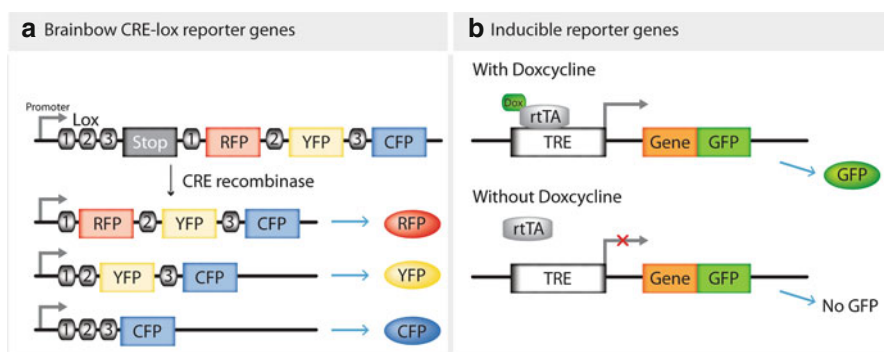 a Brainbow CRE-lox reporter genes
Promoter
Lox
1 2 3 Stop 1 RFP 2 YFP 3 CFP
CRE recombinase
1 RFP 2 YFP 3 CFP RFP
1 2 YFP 3 CFP YFP
1 2 3 CFP CFP
b Inducible reporter genes
With Doxcycline
Dox
rtTA
TRE Gene GFP
GFP
Without Doxcycline
rtTA
TRE Gene GFP
No GFP